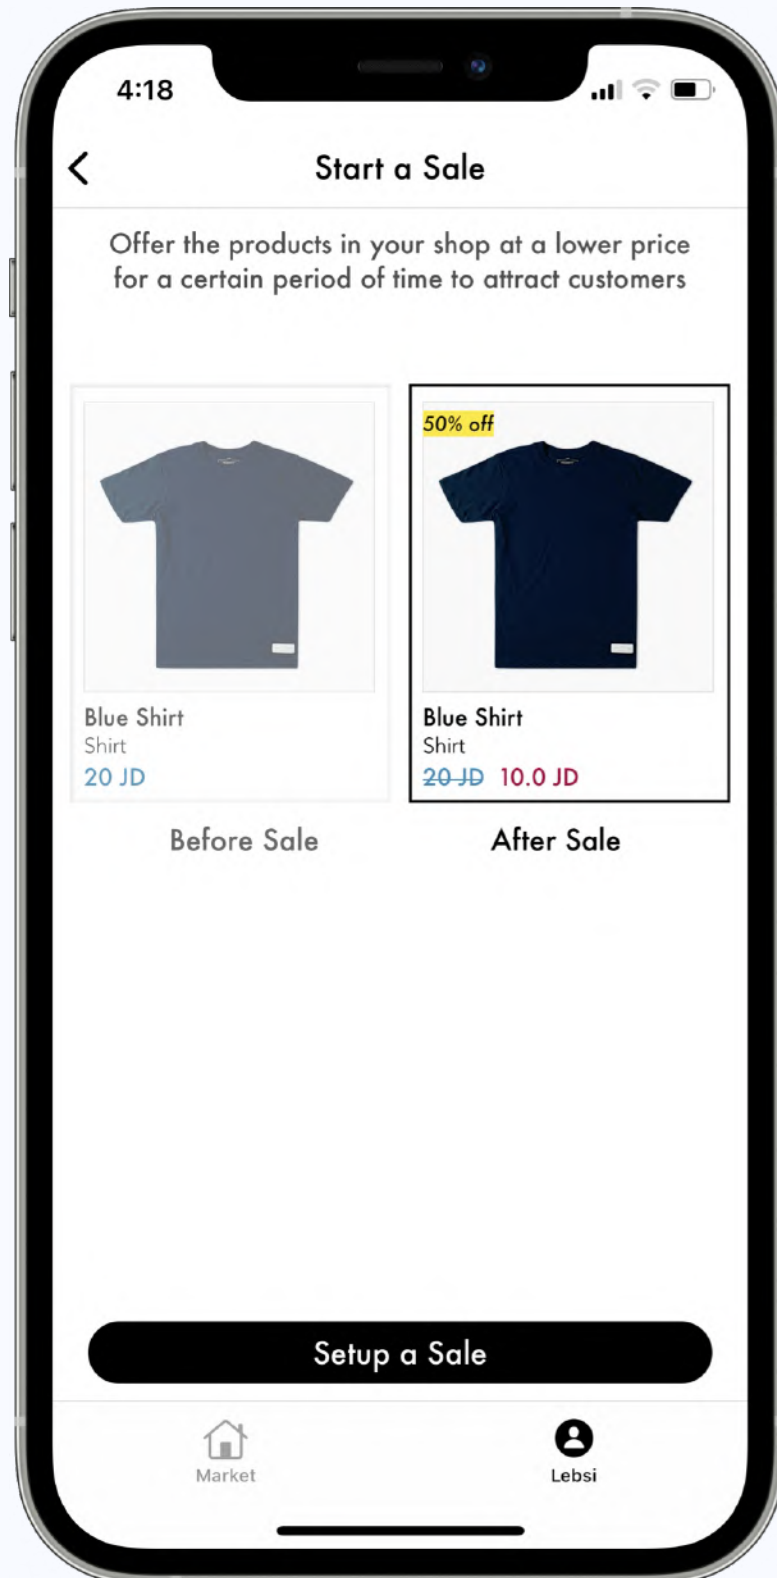 4:18
Start a Sale
Offer the products in your shop at a lower price
for a certain period of time to attract customers
50% off
Blue Shirt
Shirt
20 JD
Before Sale
Blue Shirt
Shirt
20 JD 10.0 JD
After Sale
Setup a Sale
Market
Lebsi